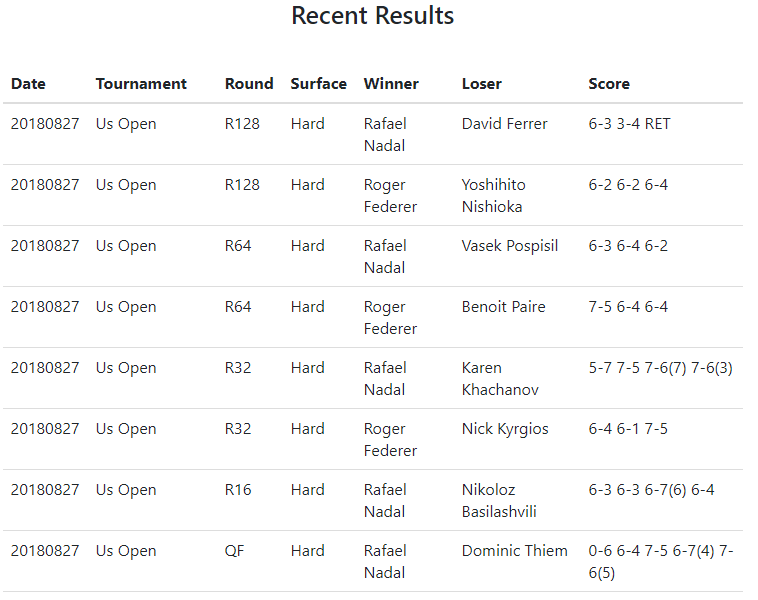 Recent Results
Date Tournament Round Surface Winner Loser Score
20180827 Us Open R128 Hard Rafael Nadal David Ferrer 6-3 3-4 RET
20180827 Us Open R128 Hard Roger Federer Yoshihito Nishioka 6-2 6-2 6-4
20180827 Us Open R64 Hard Rafael Nadal Vasek Pospisil 6-3 6-4 6-2
20180827 Us Open R64 Hard Roger Federer Benoit Paire 7-5 6-4 6-4
20180827 Us Open R32 Hard Rafael Nadal Karen Khachanov 5-7 7-5 7-6(7) 7-6(3)
20180827 Us Open R32 Hard Roger Federer Nick Kyrgios 6-4 6-1 7-5
20180827 Us Open R16 Hard Rafael Nadal Nikoloz Basilashvili 6-3 6-3 6-7(6) 6-4
20180827 Us Open QF Hard Rafael Nadal Dominic Thiem 0-6 6-4 7-5 6-7(4) 7-6(5)